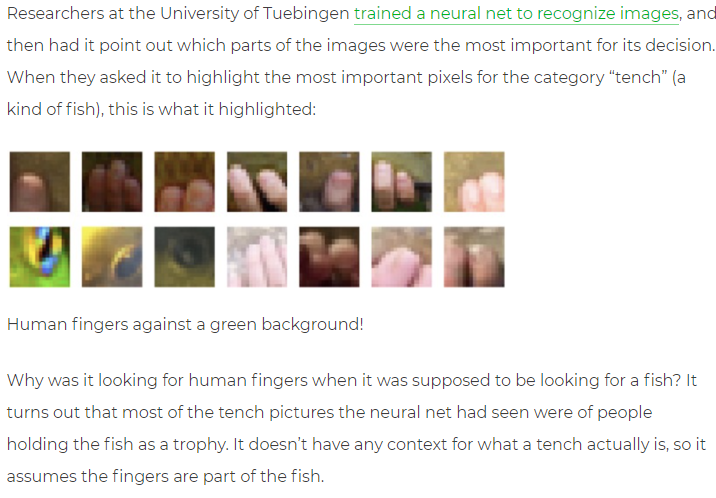 Researchers at the University of Tuebingen trained a neural net to recognize images, and
then had it point out which parts of the images were the most important for its decision.
When they asked it to highlight the most important pixels for the category “tench” (a
kind of fish), this is what it highlighted:
Human fingers against a green background!
Why was it looking for human fingers when it was supposed to be looking for a fish? It
turns out that most of the tench pictures the neural net had seen were of people
holding the fish as a trophy. It doesn’t have any context for what a tench actually is, so it
assumes the fingers are part of the fish.